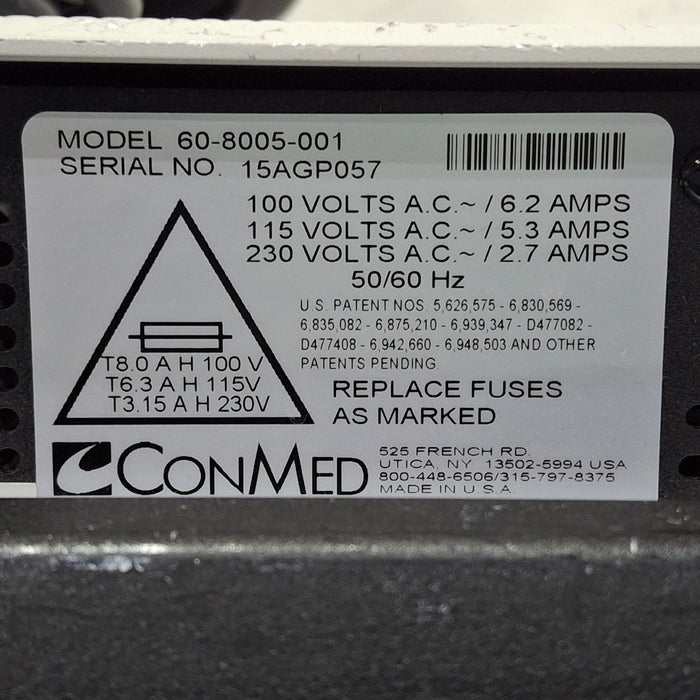 MODEL 60-8005-001
SERIAL NO. 15AGP057
100 VOLTS A.C.~ / 6.2 AMPS
115 VOLTS A.C.~ / 5.3 AMPS
230 VOLTS A.C.~ / 2.7 AMPS
50/60 Hz
U.S. PATENT NOS. 5,626,575 - 6,830,569 -
6,835,082 - 6,875,210 - 6,939,347 - D477082 -
D477408 - 6,942,660 - 6,948,503 AND OTHER
PATENTS PENDING.
T8.0 A H 100 V
T6.3 A H 115V
T3.15 A H 230V
REPLACE FUSES
AS MARKED
CONMED
525 FRENCH RD.
UTICA, NY 13502-5994 USA
800-448-6506/315-797-8375
MADE IN U.S.A.